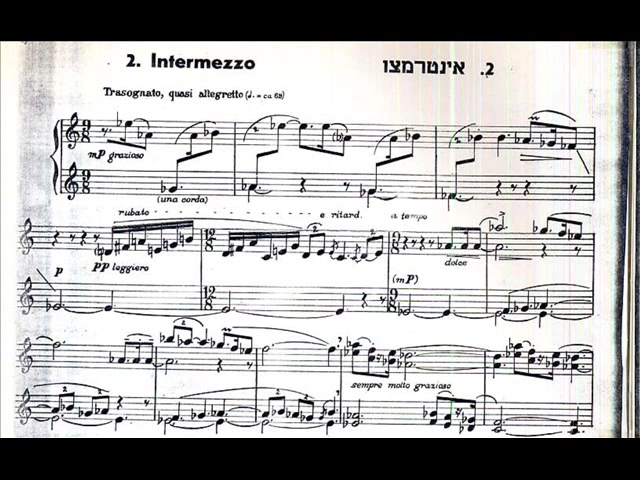 2. Intermezzo 2. אינטרמצו
Trasognato, quasi allegretto (♩. = ca 69)
mp grazioso
(una corda)
rubato e ritard. a tempo
p pp leggiero dolce
(mp)
sempre molto grazioso